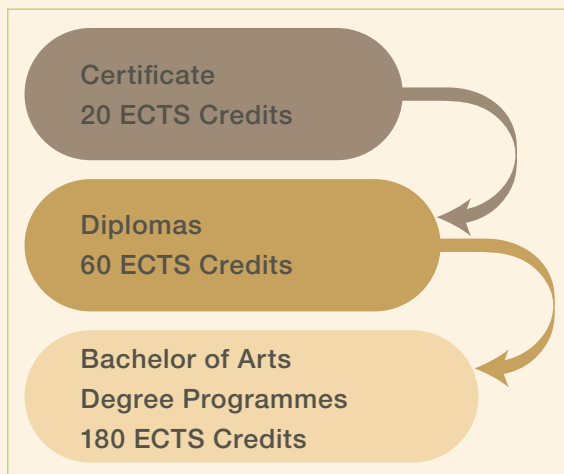 Certificate
20 ECTS Credits
Diplomas
60 ECTS Credits
Bachelor of Arts
Degree Programmes
180 ECTS Credits